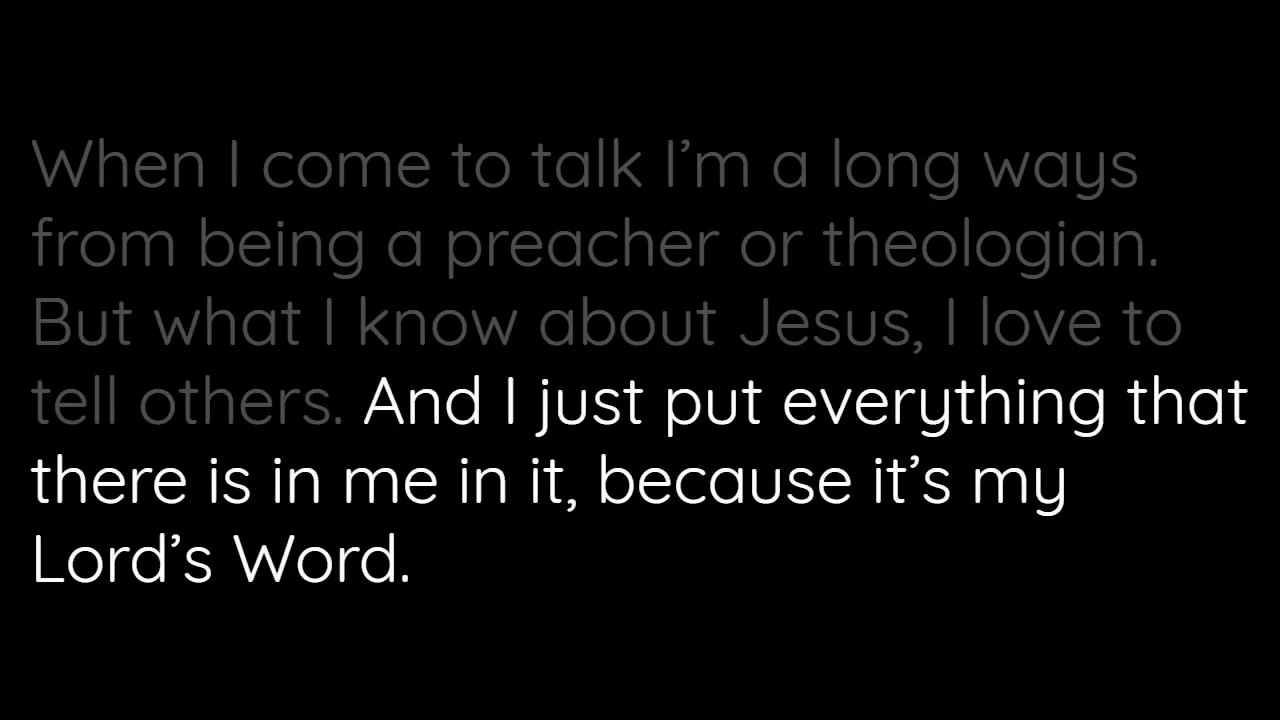 When I come to talk I’m a long ways
from being a preacher or theologian.
But what I know about Jesus, I love to
tell others. And I just put everything that
there is in me in it, because it’s my
Lord’s Word.